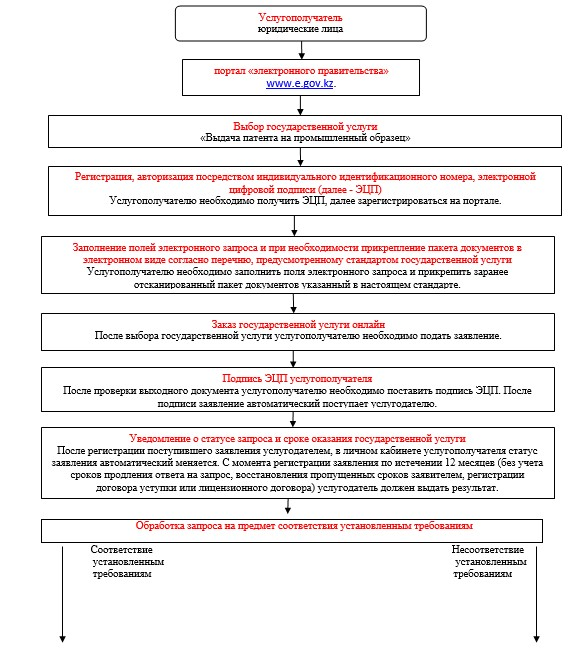 Услугополучатель
юридические лица
портал «электронного правительства»
www.e.gov.kz.
Выбор государственной услуги
«Выдача патента на промышленный образец»
Регистрация, авторизация посредством индивидуального идентификационного номера, электронной
цифровой подписи (далее - ЭЦП)
Услугополучателю необходимо получить ЭЦП, далее зарегистрироваться на портале.
Заполнение полей электронного запроса и при необходимости прикрепление пакета документов в
электронном виде согласно перечню, предусмотренному стандартом государственной услуги
Услугополучателю необходимо заполнить поля электронного запроса и прикрепить заранее
отсканированный пакет документов указанный в настоящем стандарте.
Заказ государственной услуги онлайн
После выбора государственной услуги услугополучателю необходимо подать заявление.
Подпись ЭЦП услугополучателя
После проверки выходного документа услугополучателю необходимо поставить подпись ЭЦП. После
подписи заявление автоматический поступает услугодателю.
Уведомление о статусе запроса и сроке оказания государственной услуги
После регистрации поступившего заявления услугодателем, в личном кабинете услугополучателя статус
заявления автоматический меняется. С момента регистрации заявления по истечении 12 месяцев (без учета
сроков продления ответа на запрос, восстановления пропущенных сроков заявителем, регистрации
договора уступки или лицензионного договора) услугодатель должен выдать результат.
Обработка запроса на предмет соответствия установленным требованиям
Соответствие
установленным
требованиям
Несоответствие
установленным
требованиям